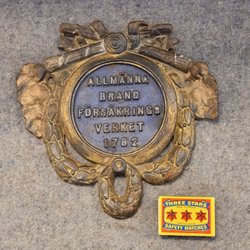 ALLMÄNNA
BRAND
FÖRSÄKRINGS
VERKET
1782
THREE STARS
SAFETY MATCHES